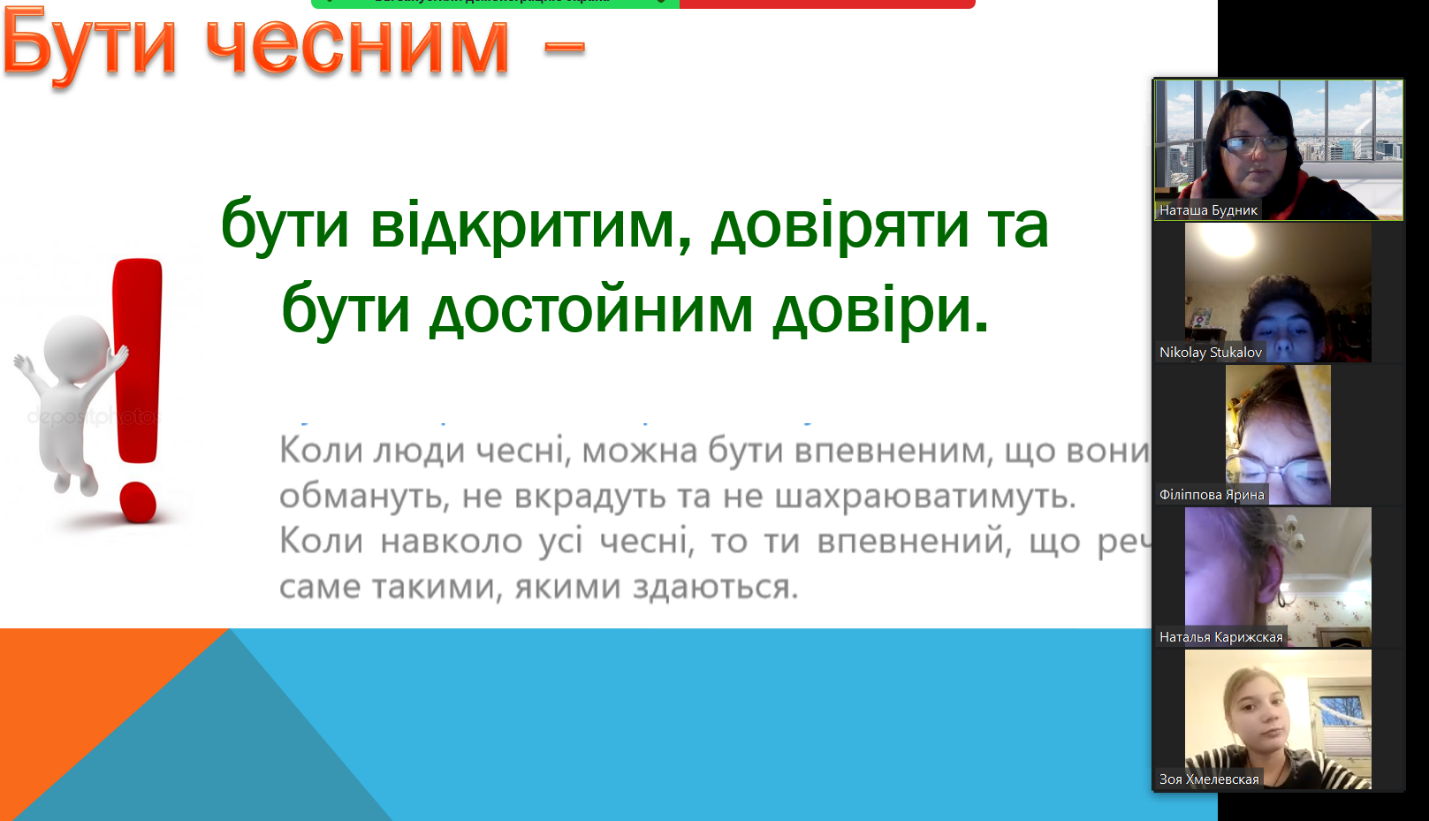 Бути чесним –
бути відкритим, довіряти та
бути достойним довіри.
Коли люди чесні, можна бути впевненим, що вони
обмануть, не вкрадуть та не шахраюватимуть.
Коли навколо усі чесні, то ти впевнений, що
саме такими, якими здаються.
depositphotos
Наташа Будник
Nikolay Stukalov
Філіппова Ярина
Наталья Карижская
Зоя Хмелевская